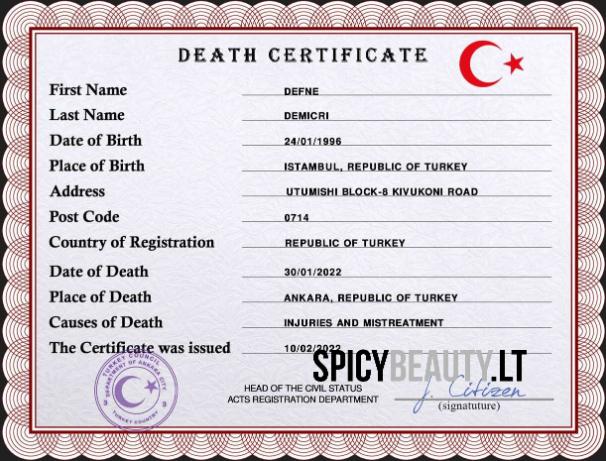 DEATH CERTIFICATE
First Name DEFNE
Last Name DEMICRI
Date of Birth 24/01/1996
Place of Birth ISTAMBUL, REPUBLIC OF TURKEY
Address UTUMISHI BLOCK-8 KIVUKONI ROAD
Post Code 0714
Country of Registration REPUBLIC OF TURKEY
Date of Death 30/01/2022
Place of Death ANKARA, REPUBLIC OF TURKEY
Causes of Death INJURIES AND MISTREATMENT
The Certificate was issued 10/02/2022
SPICYBEAUTY.LT
TURKEY COUNCIL
DEPARTMENT OF ANKARA CITY
TURKEY COUNTRY
HEAD OF THE CIVIL STATUS
ACTS REGISTRATION DEPARTMENT
J. Citizen
(signatuture)